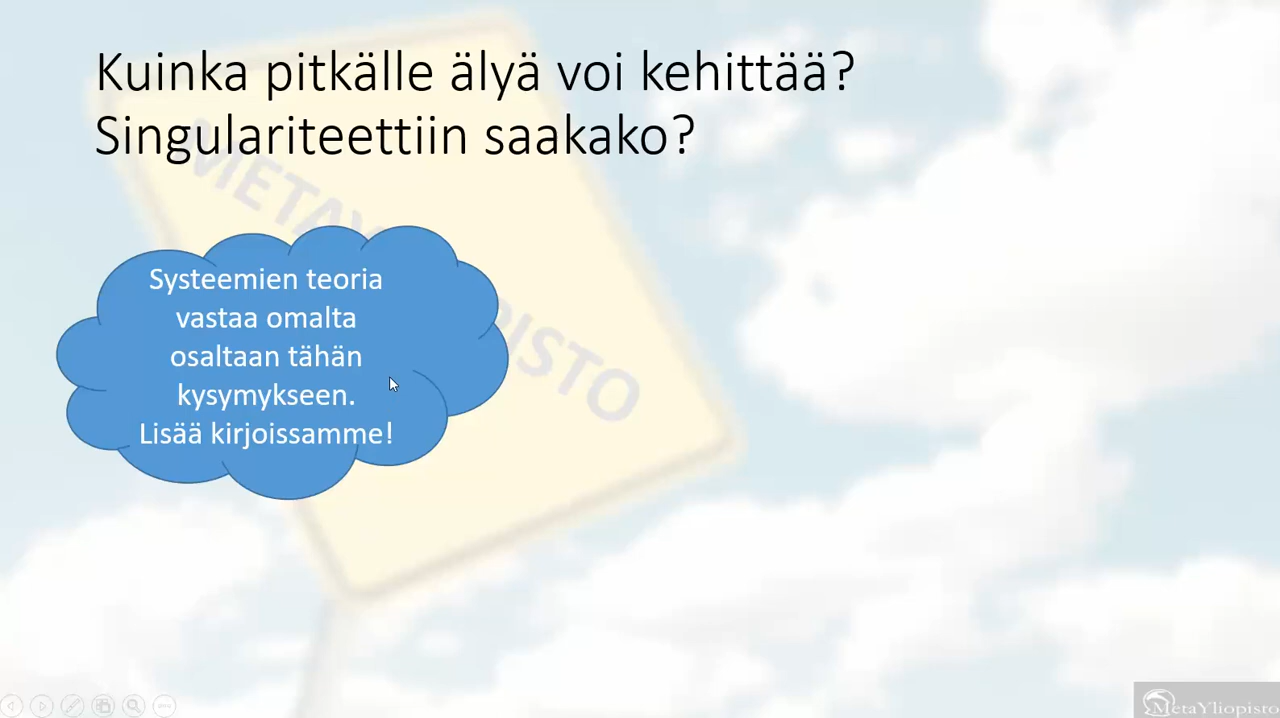 Kuinka pitkälle älyä voi kehittää?
Singulariteettiin saakako?
Systeemien teoria
vastaa omalta
osaltaan tähän
kysymykseen.
Lisää kirjoissamme!
MetaYliopisto